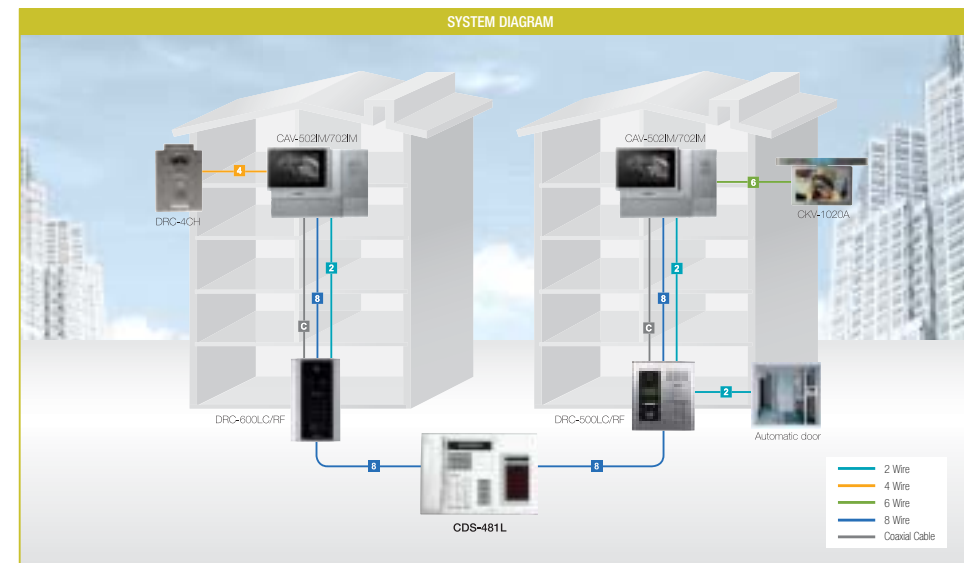 SYSTEM DIAGRAM
CAV-502IM/702IM
CAV-502IM/702IM
4
6
DRC-4CH
CKV-1020A
2
2
8
8
C
C
2
DRC-600LC/RF
DRC-500LC/RF
Automatic door
8
8
CDS-481L
2 Wire
4 Wire
6 Wire
8 Wire
Coaxial Cable